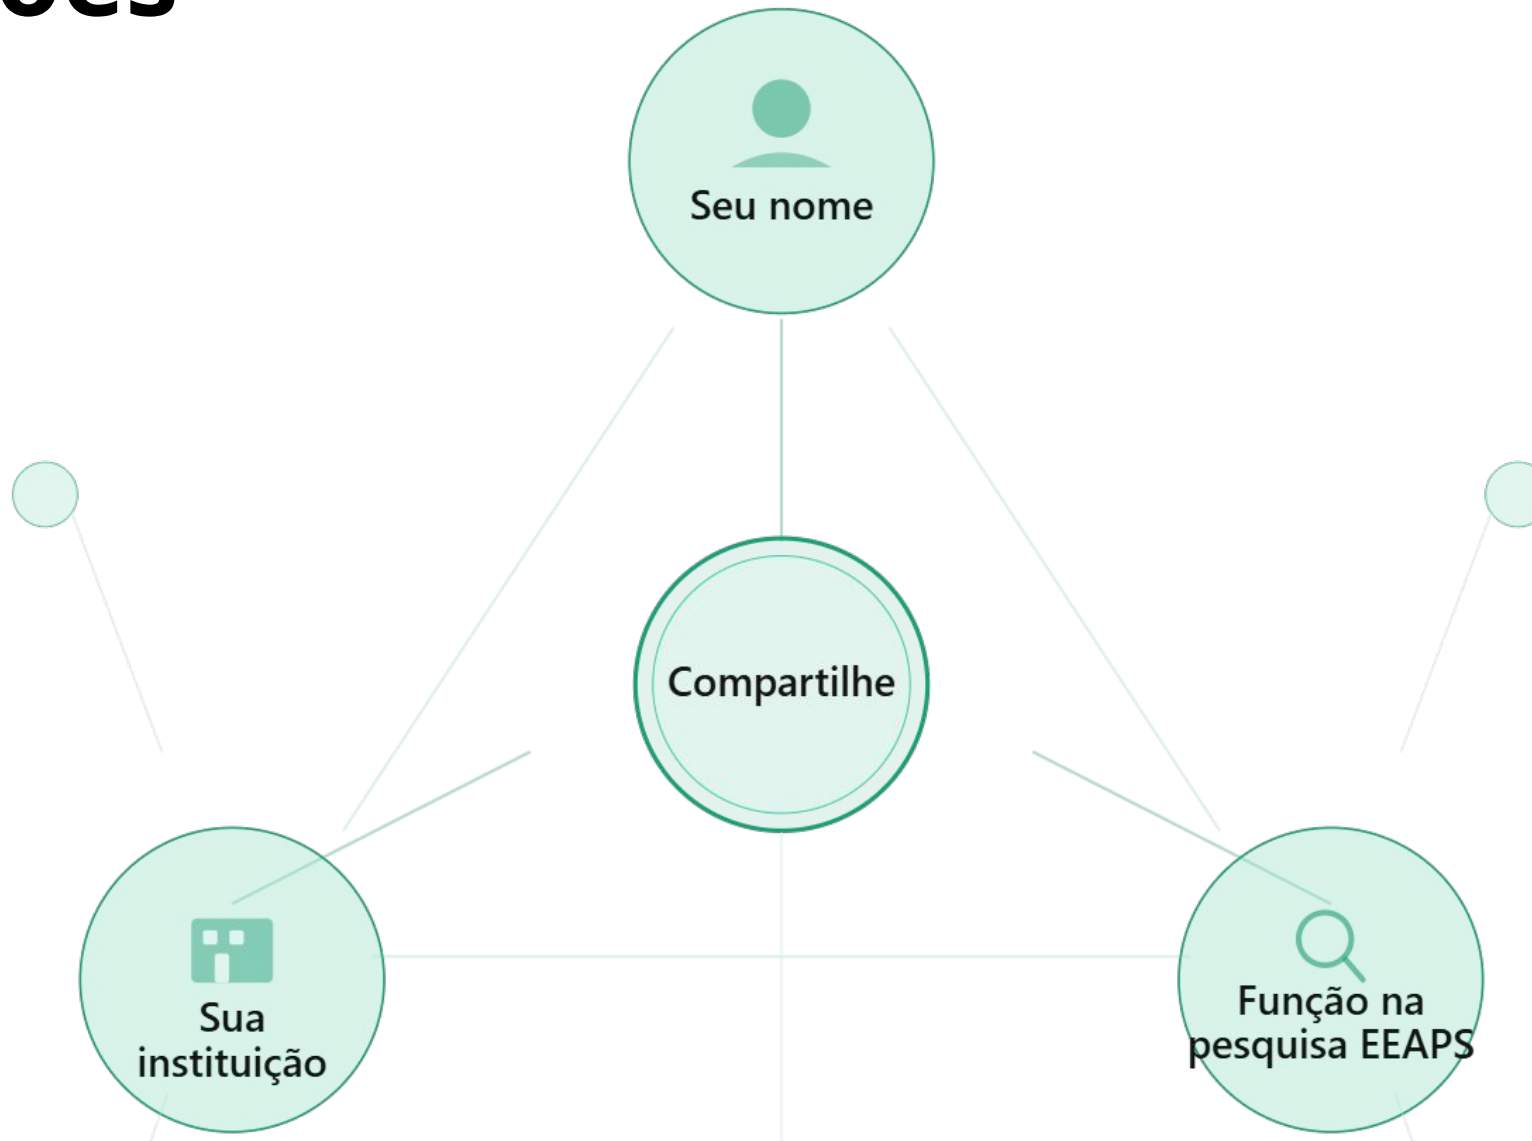 Seu nome
Compartilhe
Sua
instituição
Função na
pesquisa EEAPS